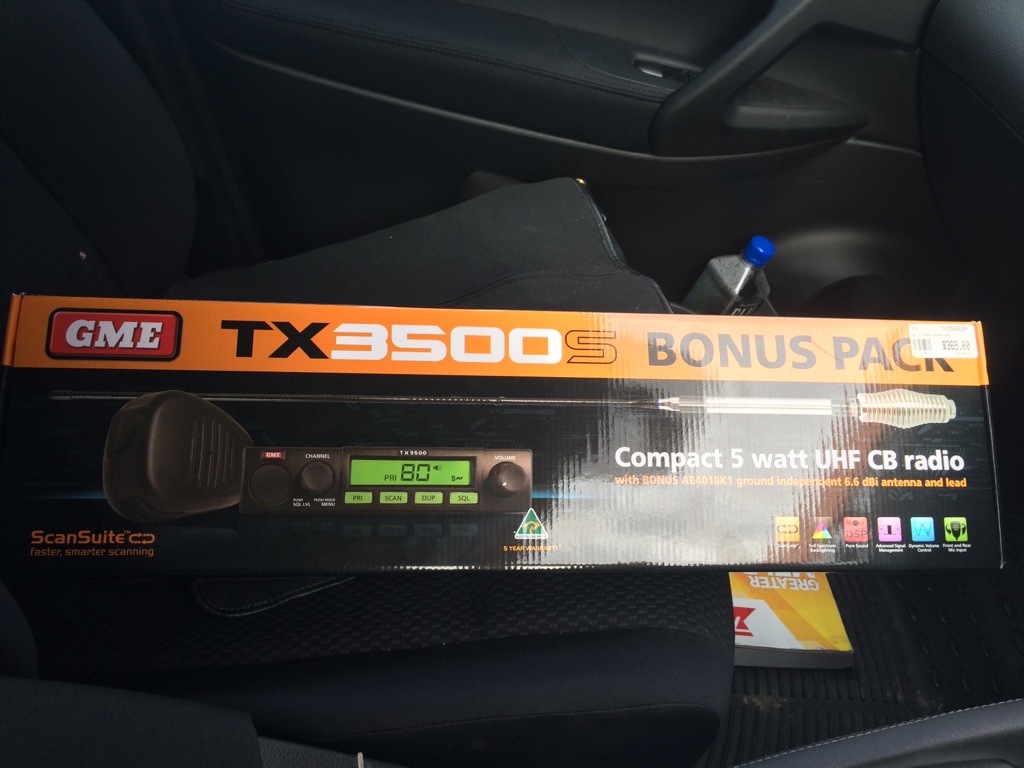 GME
TX3500S BONUS PACK
$369.00
GME
CHANNEL
TX3500
VOLUME
PRI 80
5
PUSH
SQL LVL
PUSH HOLD
MENU
PRI SCAN DUP SQL
Compact 5 watt UHF CB radio
with BONUS AE4018K1 ground independent 6.6 dBi antenna and lead
ScanSuite™
faster, smarter scanning
5 YEAR WARRANTY
DSP
Pure Sound
Advanced Signal
Management
Dynamic Volume
Control
Front and Rear
Mic Input
GREATER